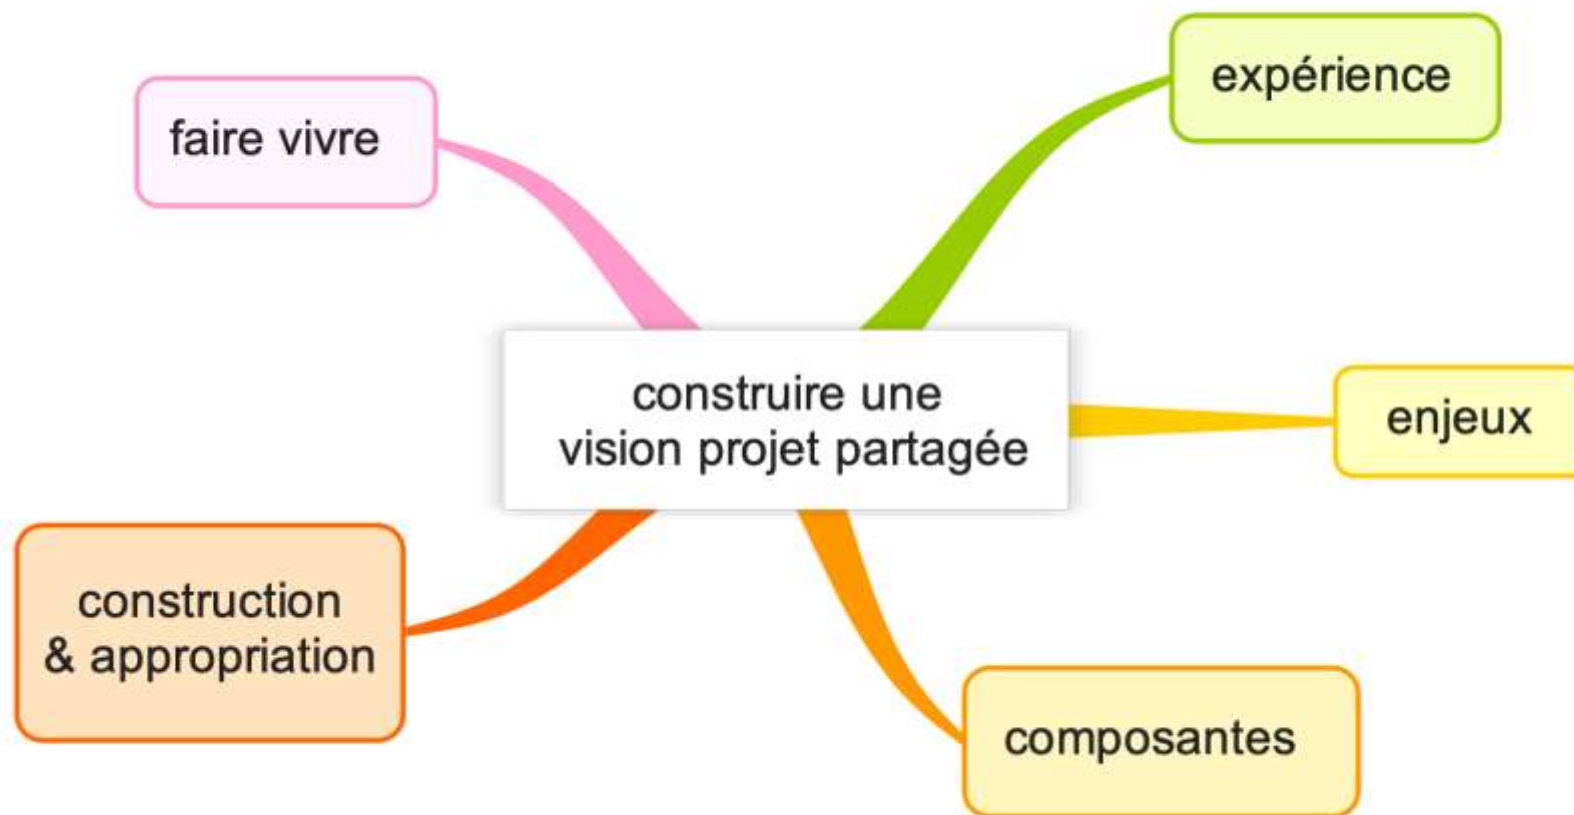 expérience
faire vivre
construire une
vision projet partagée
enjeux
construction
& appropriation
composantes